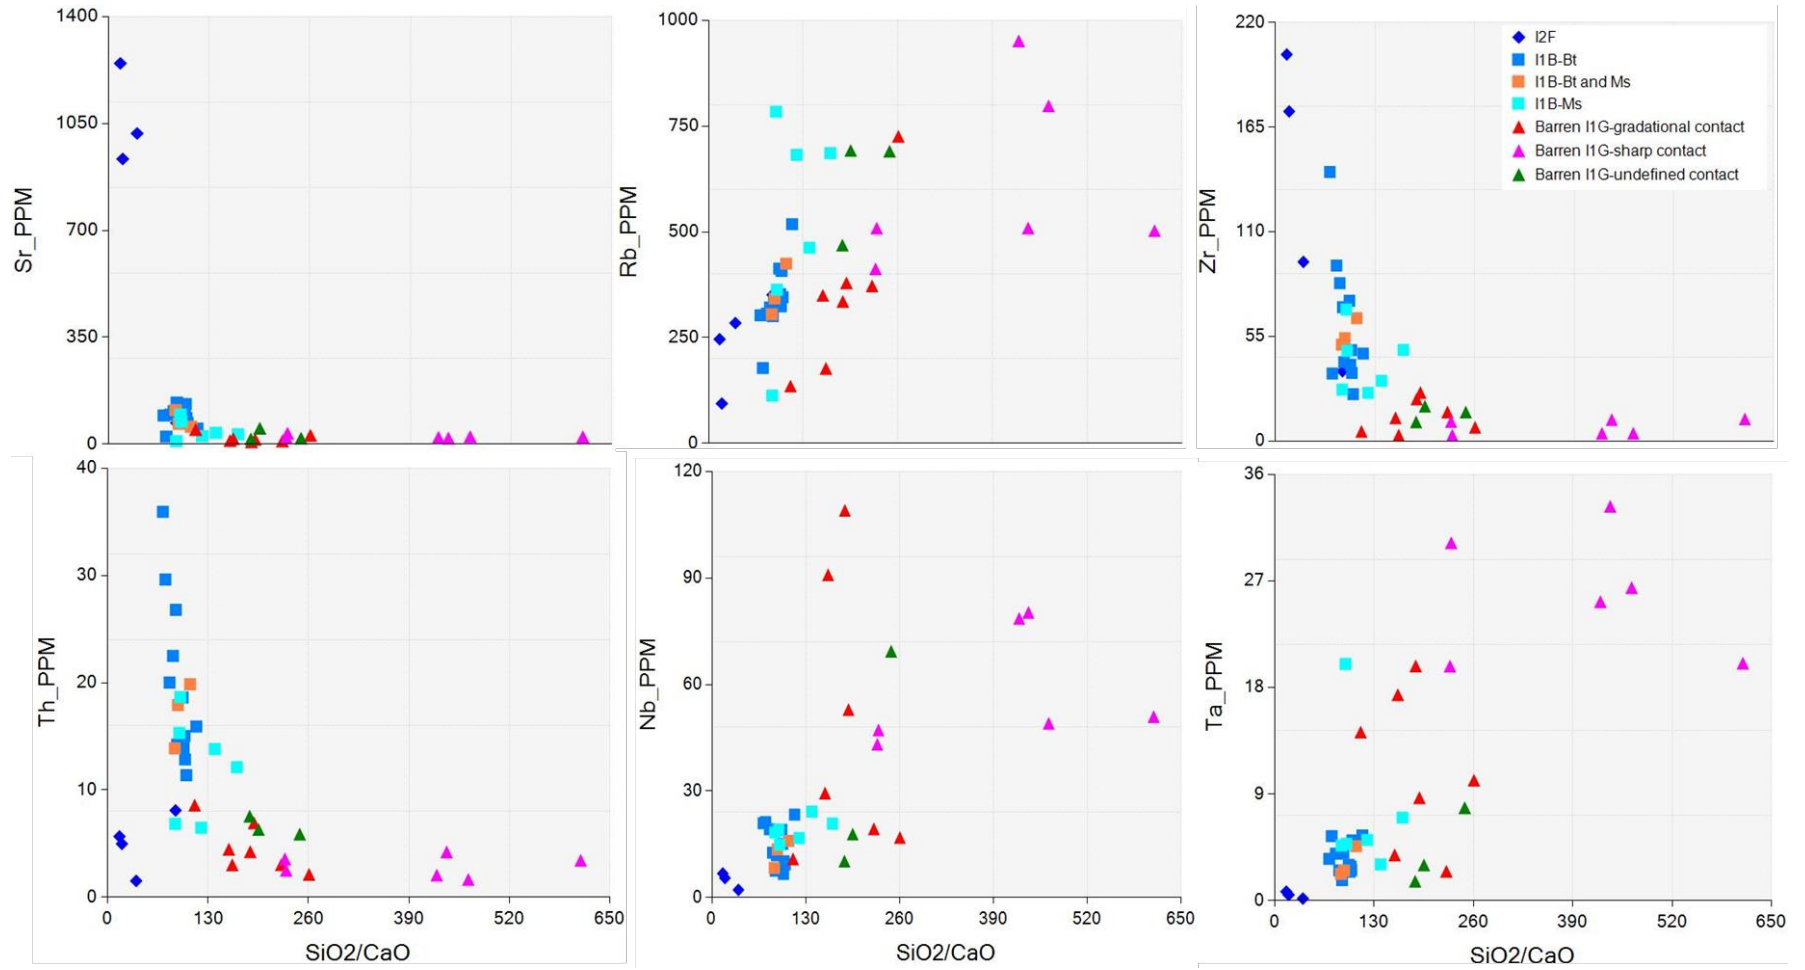 1400
1050
700
350
0
Sr_PPM
1000
750
500
250
0
Rb_PPM
220
165
110
55
0
Zr_PPM
I2F
I1B-Bt
I1B-Bt and Ms
I1B-Ms
Barren I1G-gradational contact
Barren I1G-sharp contact
Barren I1G-undefined contact
40
30
20
10
0
Th_PPM
0 130 260 390 520 650
SiO2/CaO
120
90
60
30
0
Nb_PPM
0 130 260 390 520 650
SiO2/CaO
36
27
18
9
0
Ta_PPM
0 130 260 390 520 650
SiO2/CaO